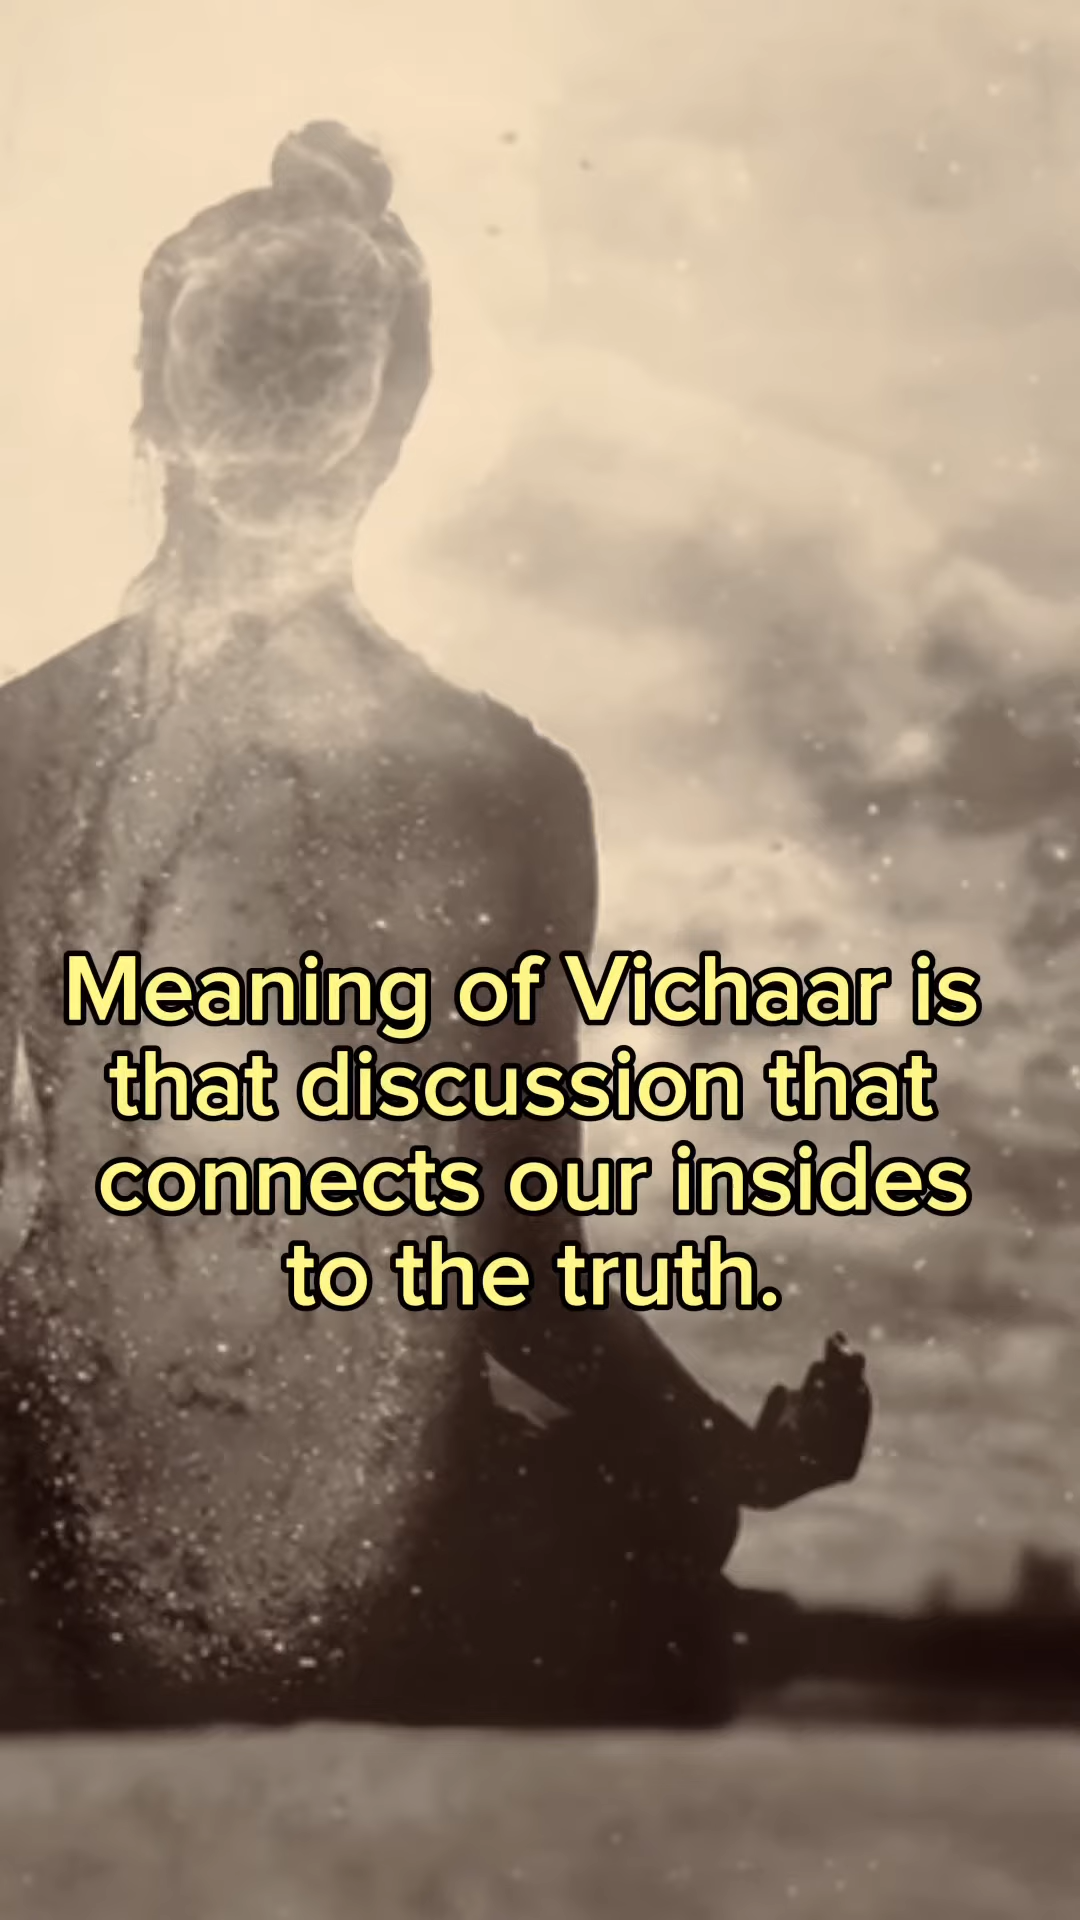 Meaning of Vichaar is
that discussion that
connects our insides
to the truth.